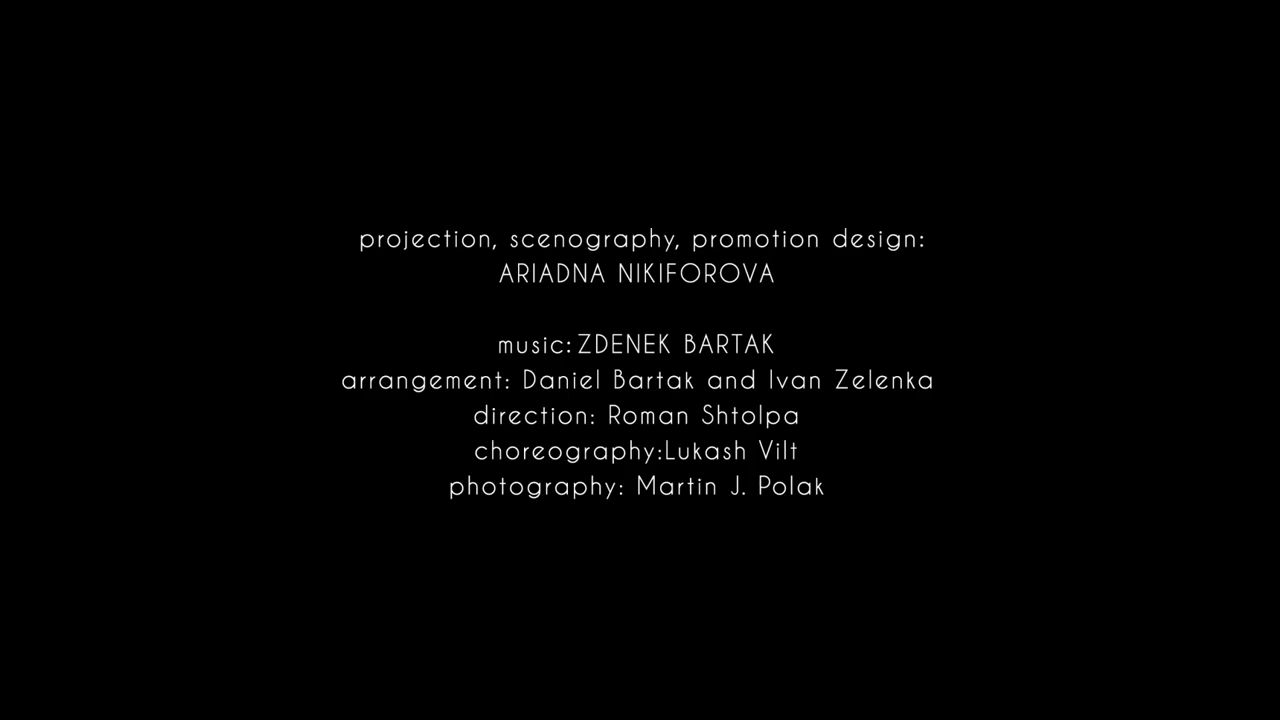 projection, scenography, promotion design:
ARIADNA NIKIFOROVA
music: ZDENEK BARTAK
arrangement: Daniel Bartak and Ivan Zelenka
direction: Roman Shtolpa
choreography:Lukash Vilt
photography: Martin J. Polak